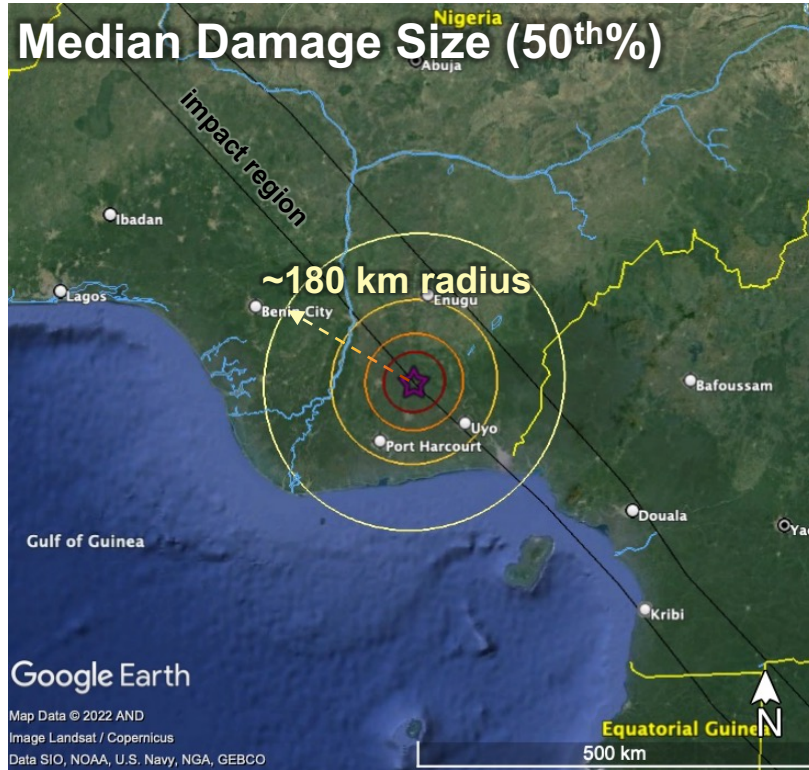 Nigeria
Median Damage Size (50th%)
Abuja
impact region
Ibadan
~180 km radius
Lagos
Enugu
Benin City
Bafoussam
Uyo
Port Harcourt
Douala
Yao
Gulf of Guinea
Kribi
Google Earth
Map Data © 2022 AND
Image Landsat / Copernicus
Data SIO, NOAA, U.S. Navy, NGA, GEBCO
Equatorial Guinea
N
500 km